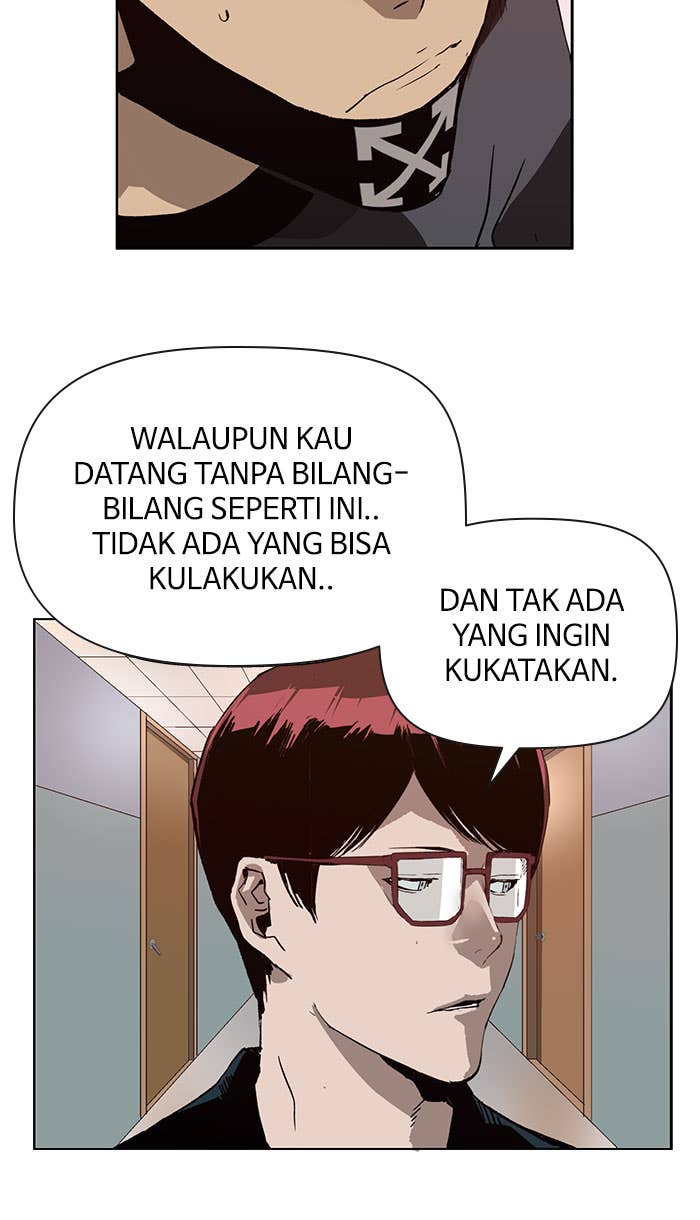 WALAUPUN KAU
DATANG TANPA BILANG-
BILANG SEPERTI INI..
TIDAK ADA YANG BISA
KULAKUKAN..
DAN TAK ADA
YANG INGIN
KUKATAKAN.